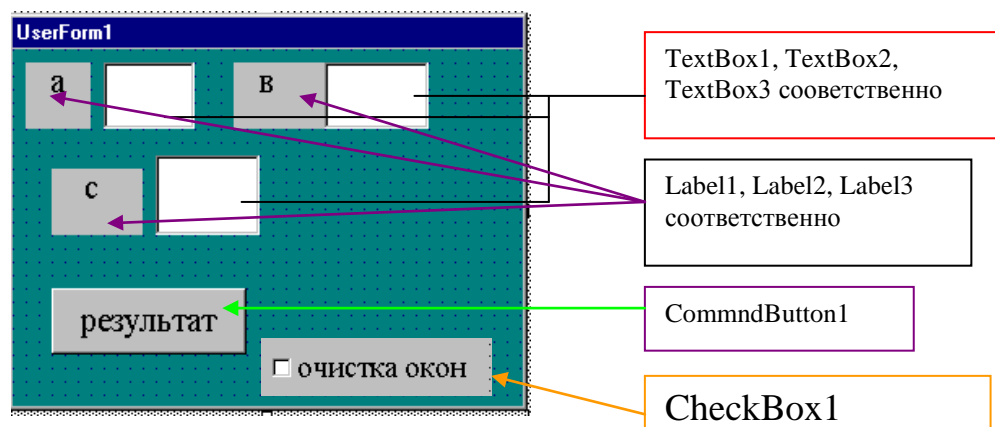 UserForm1
а
в
TextBox1, TextBox2,
TextBox3 сооветственно
с
Label1, Label2, Label3
соответственно
результат
CommndButton1
очистка окон
CheckBox1